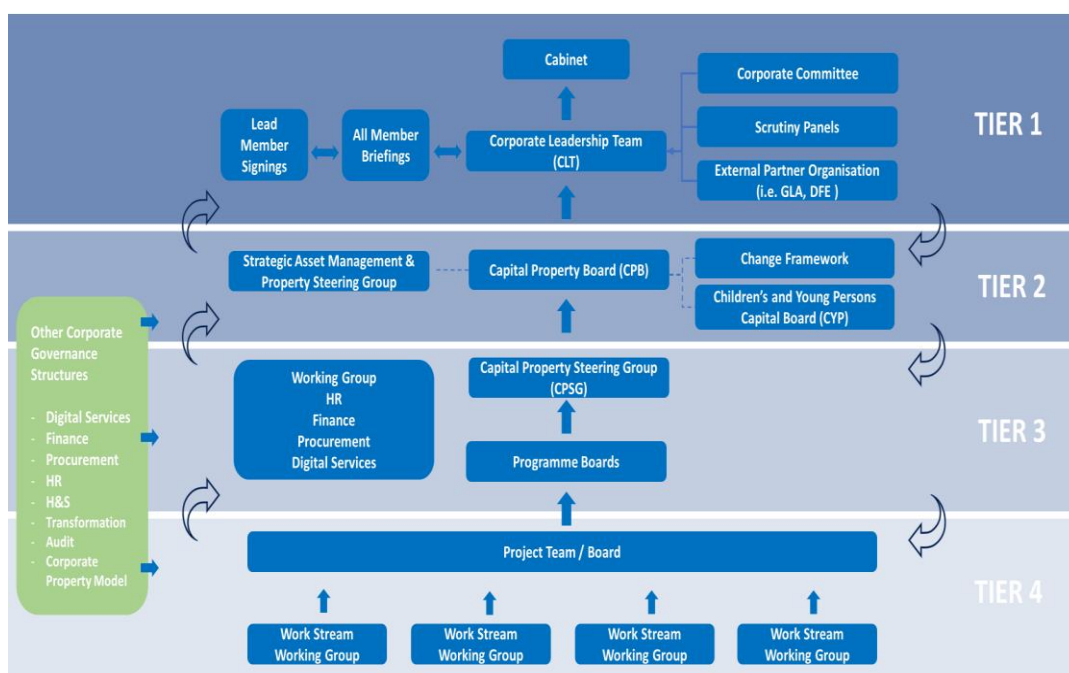 Cabinet
Corporate Committee
Lead
Member
Signings
All Member
Briefings
Corporate Leadership Team
(CLT)
Scrutiny Panels
External Partner Organisation
(i.e. GLA, DFE )
TIER 1
Strategic Asset Management &
Property Steering Group
Capital Property Board (CPB)
Change Framework
Children's and Young Persons
Capital Board (CYP)
TIER 2
Other Corporate
Governance
Structures
- Digital Services
- Finance
- Procurement
- HR
- H&S
- Transformation
- Audit
- Corporate
Property Model
Working Group
HR
Finance
Procurement
Digital Services
Capital Property Steering Group
(CPSG)
Programme Boards
TIER 3
Project Team / Board
TIER 4
Work Stream
Working Group
Work Stream
Working Group
Work Stream
Working Group
Work Stream
Working Group